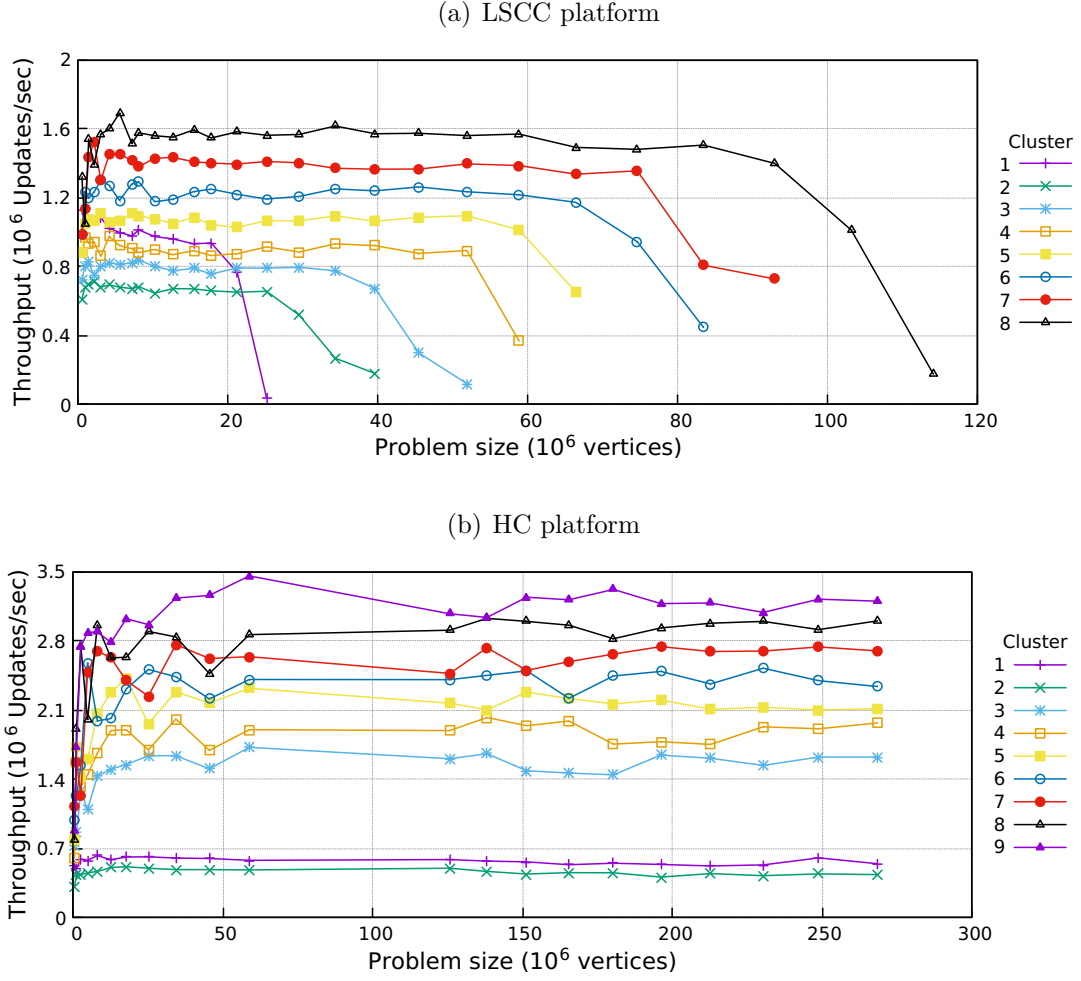 (a) LSCC platform
2
1.6
1.2
0.8
0.4
0
Throughput (10^6 Updates/sec)
0 20 40 60 80 100 120
Problem size (10^6 vertices)
Cluster
1
2
3
4
5
6
7
8
(b) HC platform
3.5
2.8
2.1
1.4
0.7
0
Throughput (10^6 Updates/sec)
0 50 100 150 200 250 300
Problem size (10^6 vertices)
Cluster
1
2
3
4
5
6
7
8
9